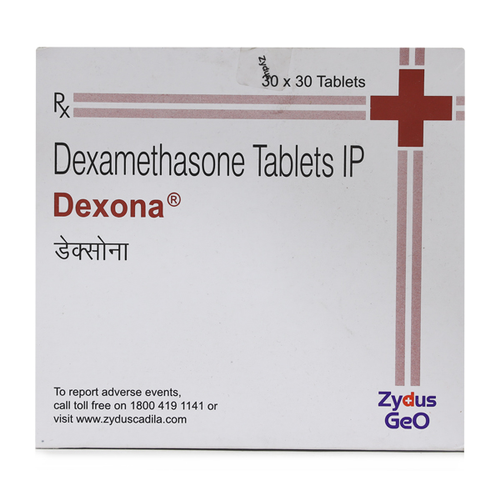 Zydus
30 x 30 Tablets
Rx
Dexamethasone Tablets IP
Dexona®
डेक्सोना
To report adverse events,
call toll free on 1800 419 1141 or
visit www.zyduscadila.com
Zydus
GeO